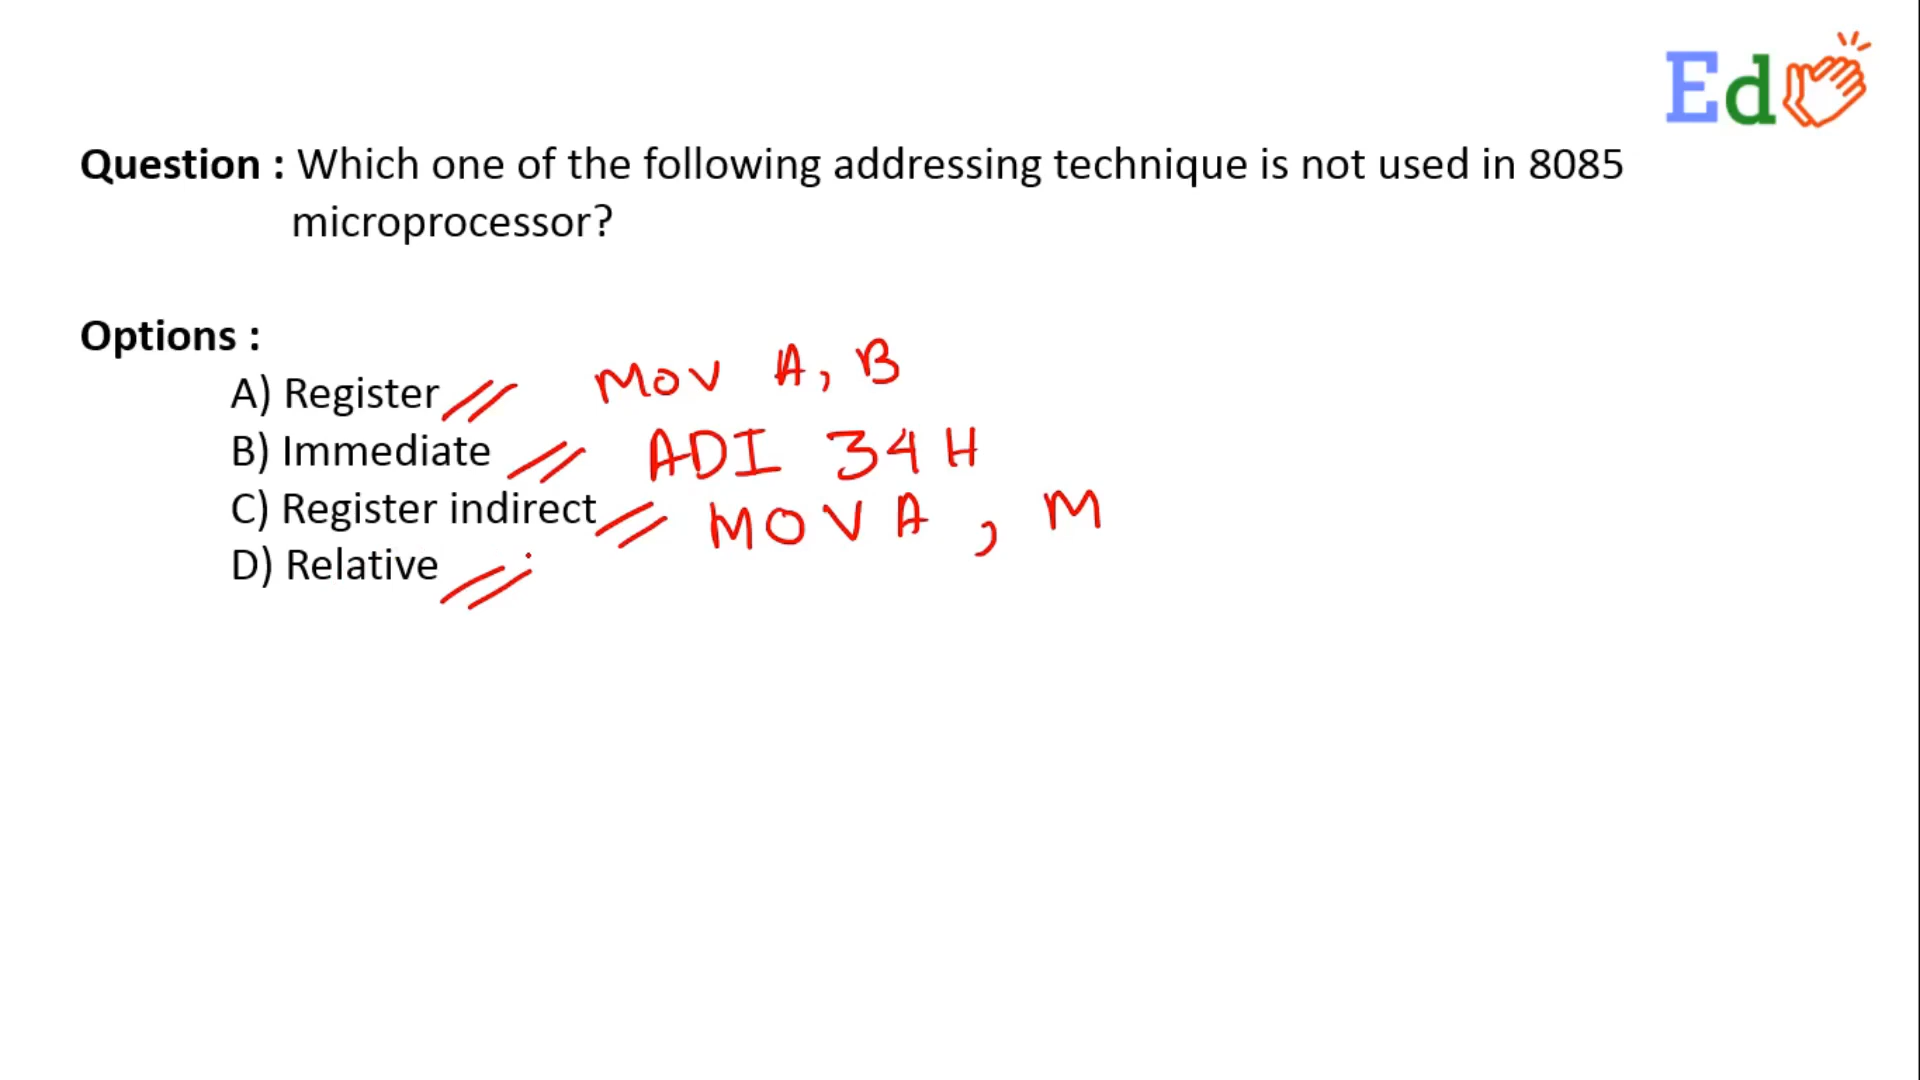 Ed
Question : Which one of the following addressing technique is not used in 8085
microprocessor?
Options :
A) Register MOV A, B
B) Immediate ADI 34 H
C) Register indirect MOV A , M
D) Relative